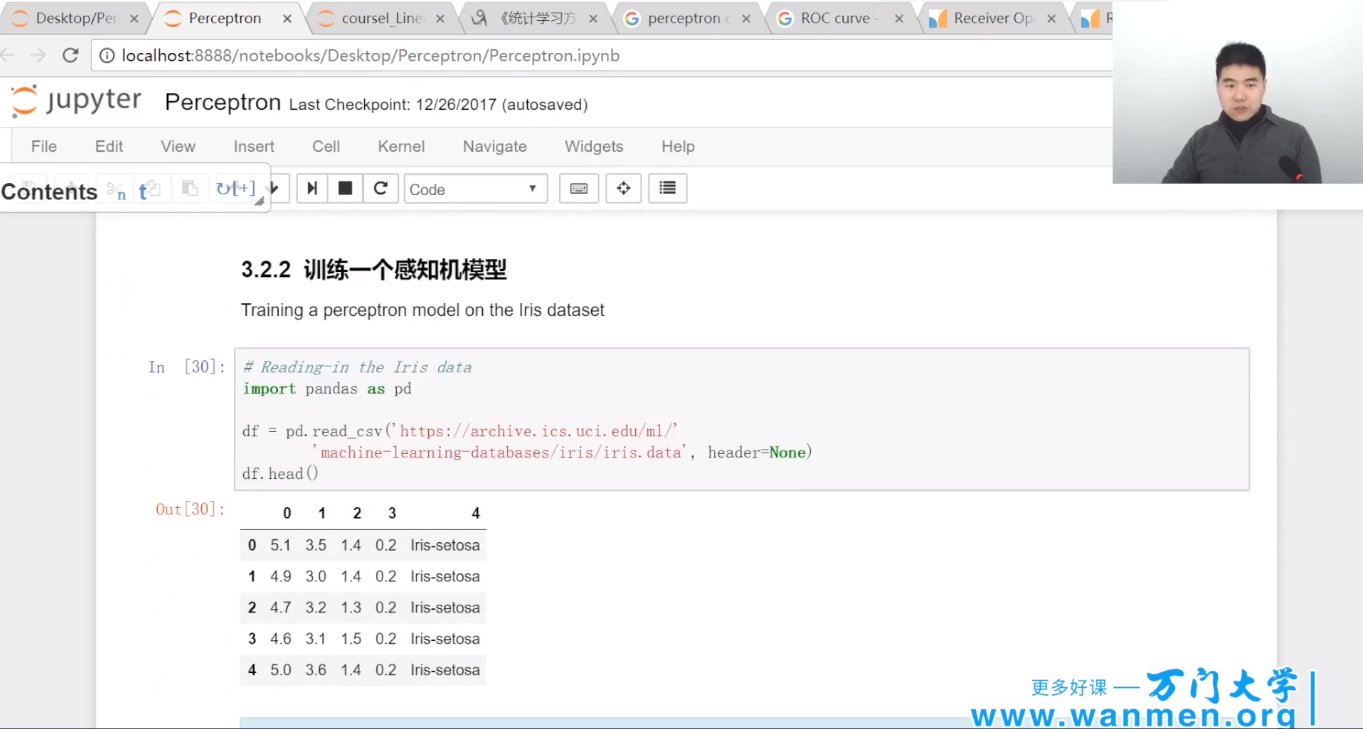 Desktop/Per
Perceptron
coursel_Line
《统计学习方
perceptron c
ROC curve -
Receiver Op
R
localhost:8888/notebooks/Desktop/Perceptron/Perceptron.ipynb
jupyter Perceptron Last Checkpoint: 12/26/2017 (autosaved)
File Edit View Insert Cell Kernel Navigate Widgets Help
Contents n t [+] Code
3.2.2 训练一个感知机模型
Training a perceptron model on the Iris dataset
In [30]: # Reading-in the Iris data
import pandas as pd
df = pd.read_csv('https://archive.ics.uci.edu/ml/'
'machine-learning-databases/iris/iris.data', header=None)
df.head()
Out[30]:
0 1 2 3 4
0 5.1 3.5 1.4 0.2 Iris-setosa
1 4.9 3.0 1.4 0.2 Iris-setosa
2 4.7 3.2 1.3 0.2 Iris-setosa
3 4.6 3.1 1.5 0.2 Iris-setosa
4 5.0 3.6 1.4 0.2 Iris-setosa
更多好课 — 万门大学
www.wanmen.org